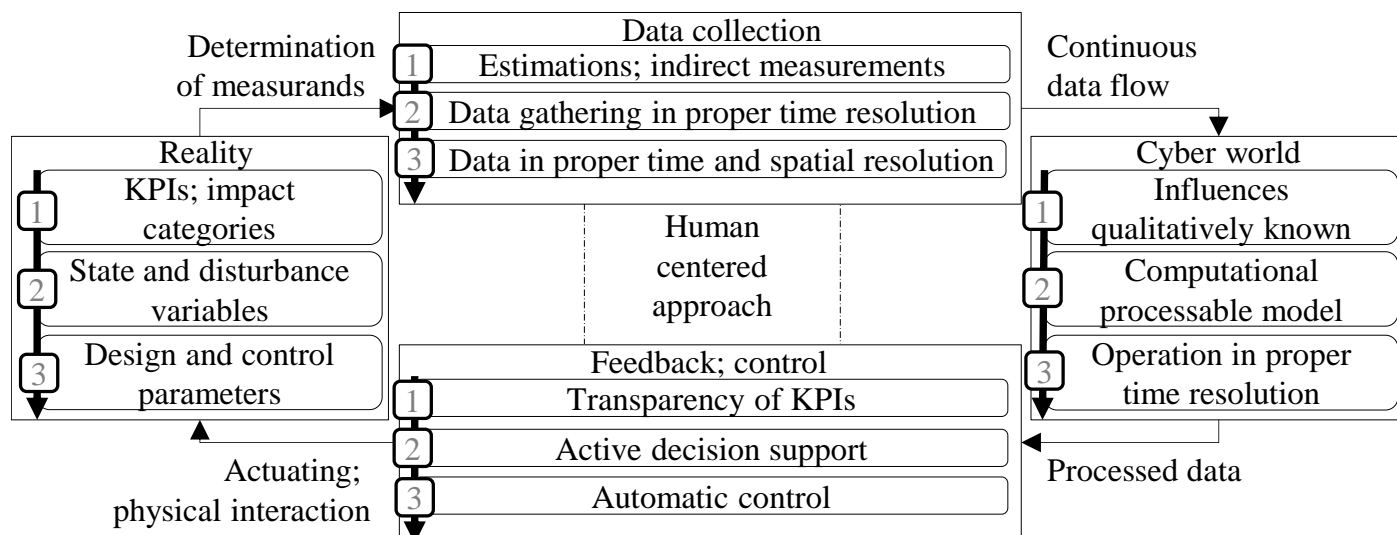 Determination
of measurands
Data collection
1
Estimations; indirect measurements
2
Data gathering in proper time resolution
3
Data in proper time and spatial resolution
Continuous
data flow
Reality
1
KPIs; impact
categories
2
State and disturbance
variables
3
Design and control
parameters
Human
centered
approach
Cyber world
1
Influences
qualitatively known
2
Computational
processable model
3
Operation in proper
time resolution
Feedback; control
1
Transparency of KPIs
2
Active decision support
3
Automatic control
Actuating;
physical interaction
Processed data